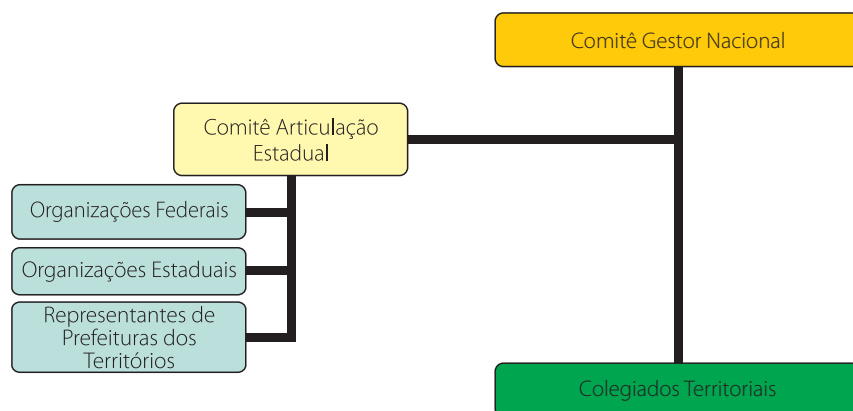 Comitê Gestor Nacional
Comitê Articulação
Estadual
Organizações Federais
Organizações Estaduais
Representantes de
Prefeituras dos
Territórios
Colegiados Territoriais